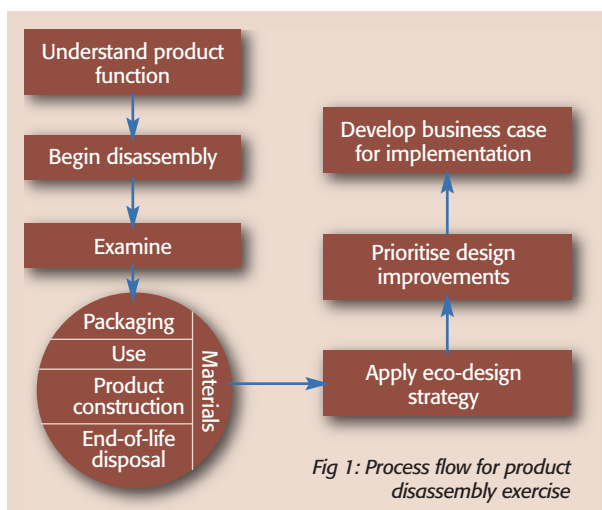 Understand product
function
Begin disassembly
Examine
Packaging
Use
Product
construction
End-of-life
disposal
Materials
Apply eco-design
strategy
Prioritise design
improvements
Develop business case
for implementation
Fig 1: Process flow for product
disassembly exercise